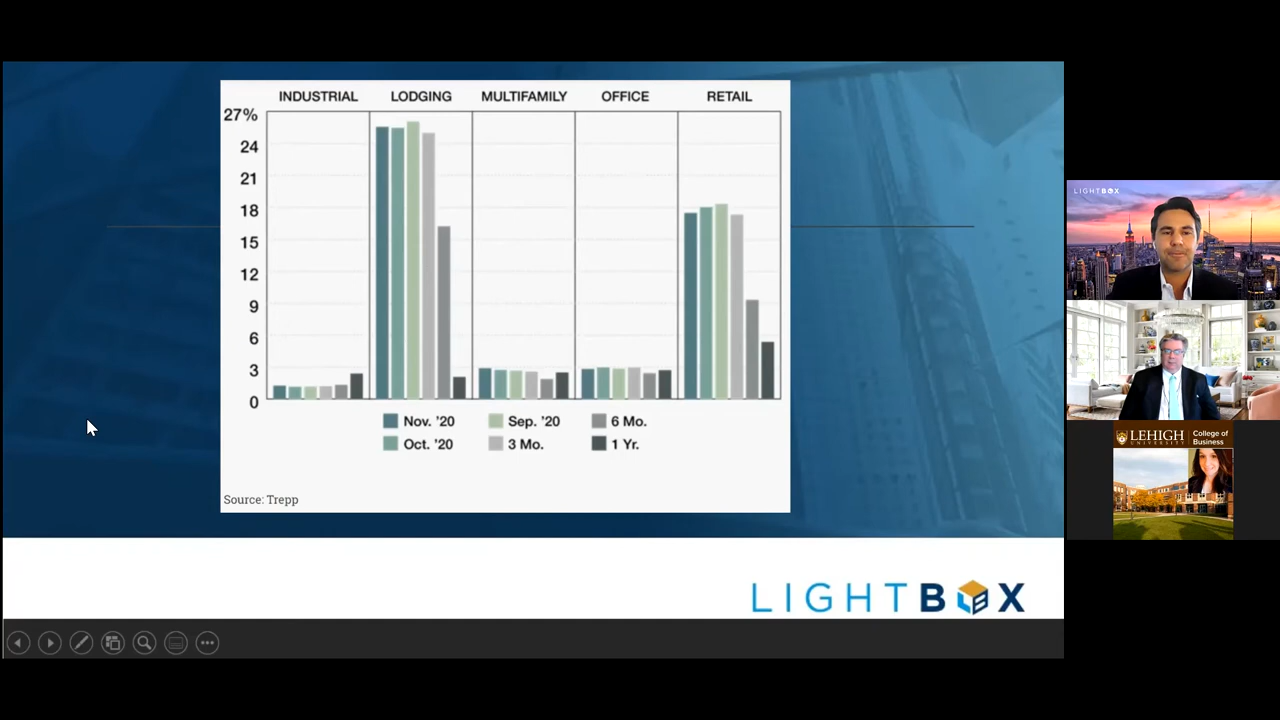 INDUSTRIAL LODGING MULTIFAMILY OFFICE RETAIL
27%
24
21
18
15
12
9
6
3
0
Nov. '20 Sep. '20 6 Mo.
Oct. '20 3 Mo. 1 Yr.
Source: Trepp
LIGHTBOX
LIGHTBOX
LEHIGH College of
UNIVERSITY Business